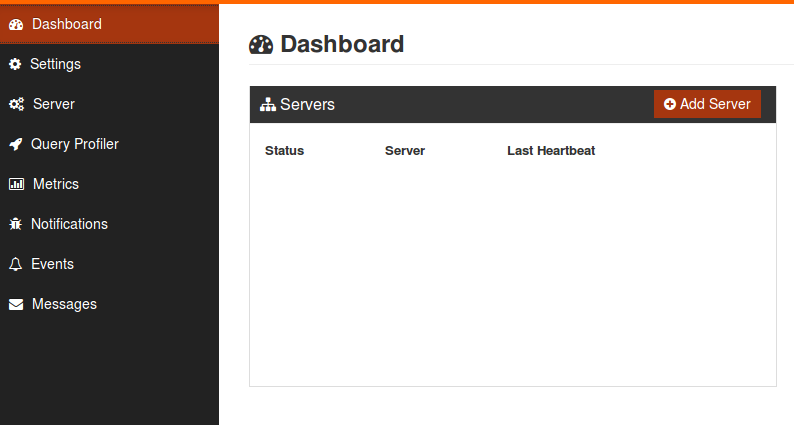 Dashboard
Settings
Server
Query Profiler
Metrics
Notifications
Events
Messages
Dashboard
Servers
Add Server
Status Server Last Heartbeat